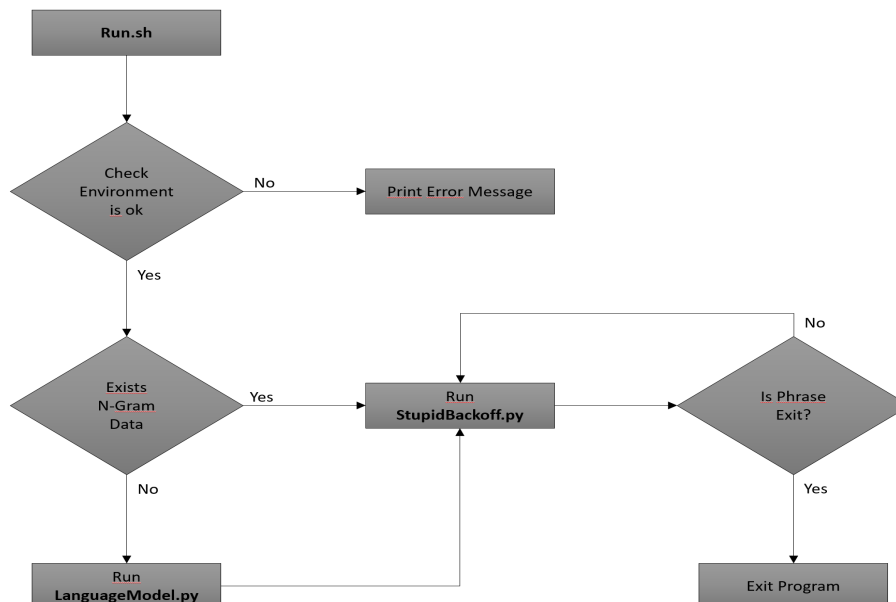 Run.sh
Check
Environment
is ok
No
Print Error Message
Yes
No
Exists
N-Gram
Data
Yes
Run
StupidBackoff.py
Is Phrase
Exit?
No
Yes
Run
LanguageModel.py
Exit Program